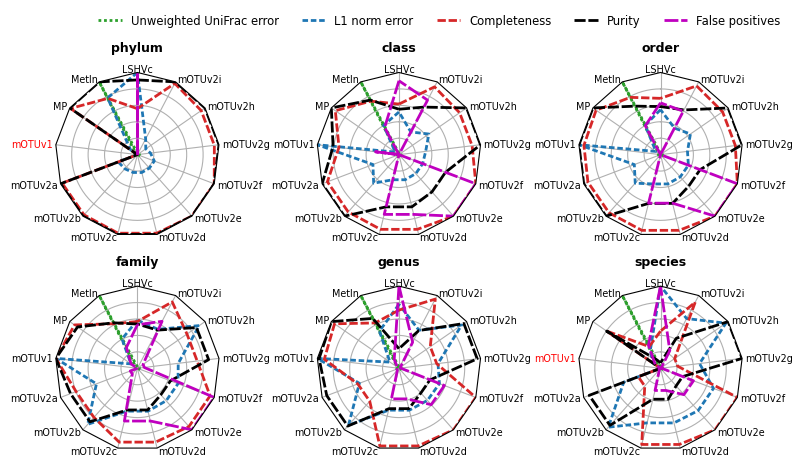 Unweighted UniFrac error L1 norm error Completeness Purity False positives
phylum class order
LSHVc LSHVc LSHVc
MetIn mOTUv2i MetIn mOTUv2i MetIn mOTUv2i
MP mOTUv2h MP mOTUv2h MP mOTUv2h
mOTUv1 mOTUv2g mOTUv1 mOTUv2g mOTUv1 mOTUv2g
mOTUv2a mOTUv2f mOTUv2a mOTUv2f mOTUv2a mOTUv2f
mOTUv2b mOTUv2e mOTUv2b mOTUv2e mOTUv2b mOTUv2e
mOTUv2c mOTUv2d mOTUv2c mOTUv2d mOTUv2c mOTUv2d
family genus species
LSHVc LSHVc LSHVc
MetIn mOTUv2i MetIn mOTUv2i MetIn mOTUv2i
MP mOTUv2h MP mOTUv2h MP mOTUv2h
mOTUv1 mOTUv2g mOTUv1 mOTUv2g mOTUv1 mOTUv2g
mOTUv2a mOTUv2f mOTUv2a mOTUv2f mOTUv2a mOTUv2f
mOTUv2b mOTUv2e mOTUv2b mOTUv2e mOTUv2b mOTUv2e
mOTUv2c mOTUv2d mOTUv2c mOTUv2d mOTUv2c mOTUv2d